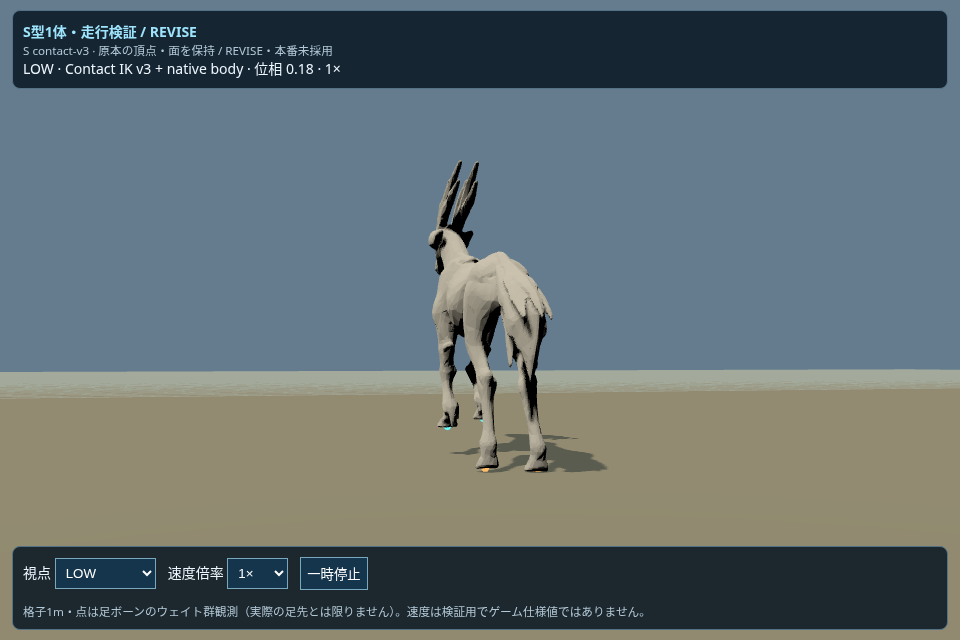 S型1体・走行検証 / REVISE
S contact-v3 · 原本の頂点・面を保持 / REVISE・本番未採用
LOW · Contact IK v3 + native body · 位相 0.18 · 1×
視点 LOW 速度倍率 1× 一時停止
格子1m・点は足ボーンのウェイト群観測（実際の足先とは限りません）。速度は検証用でゲーム仕様値ではありません。